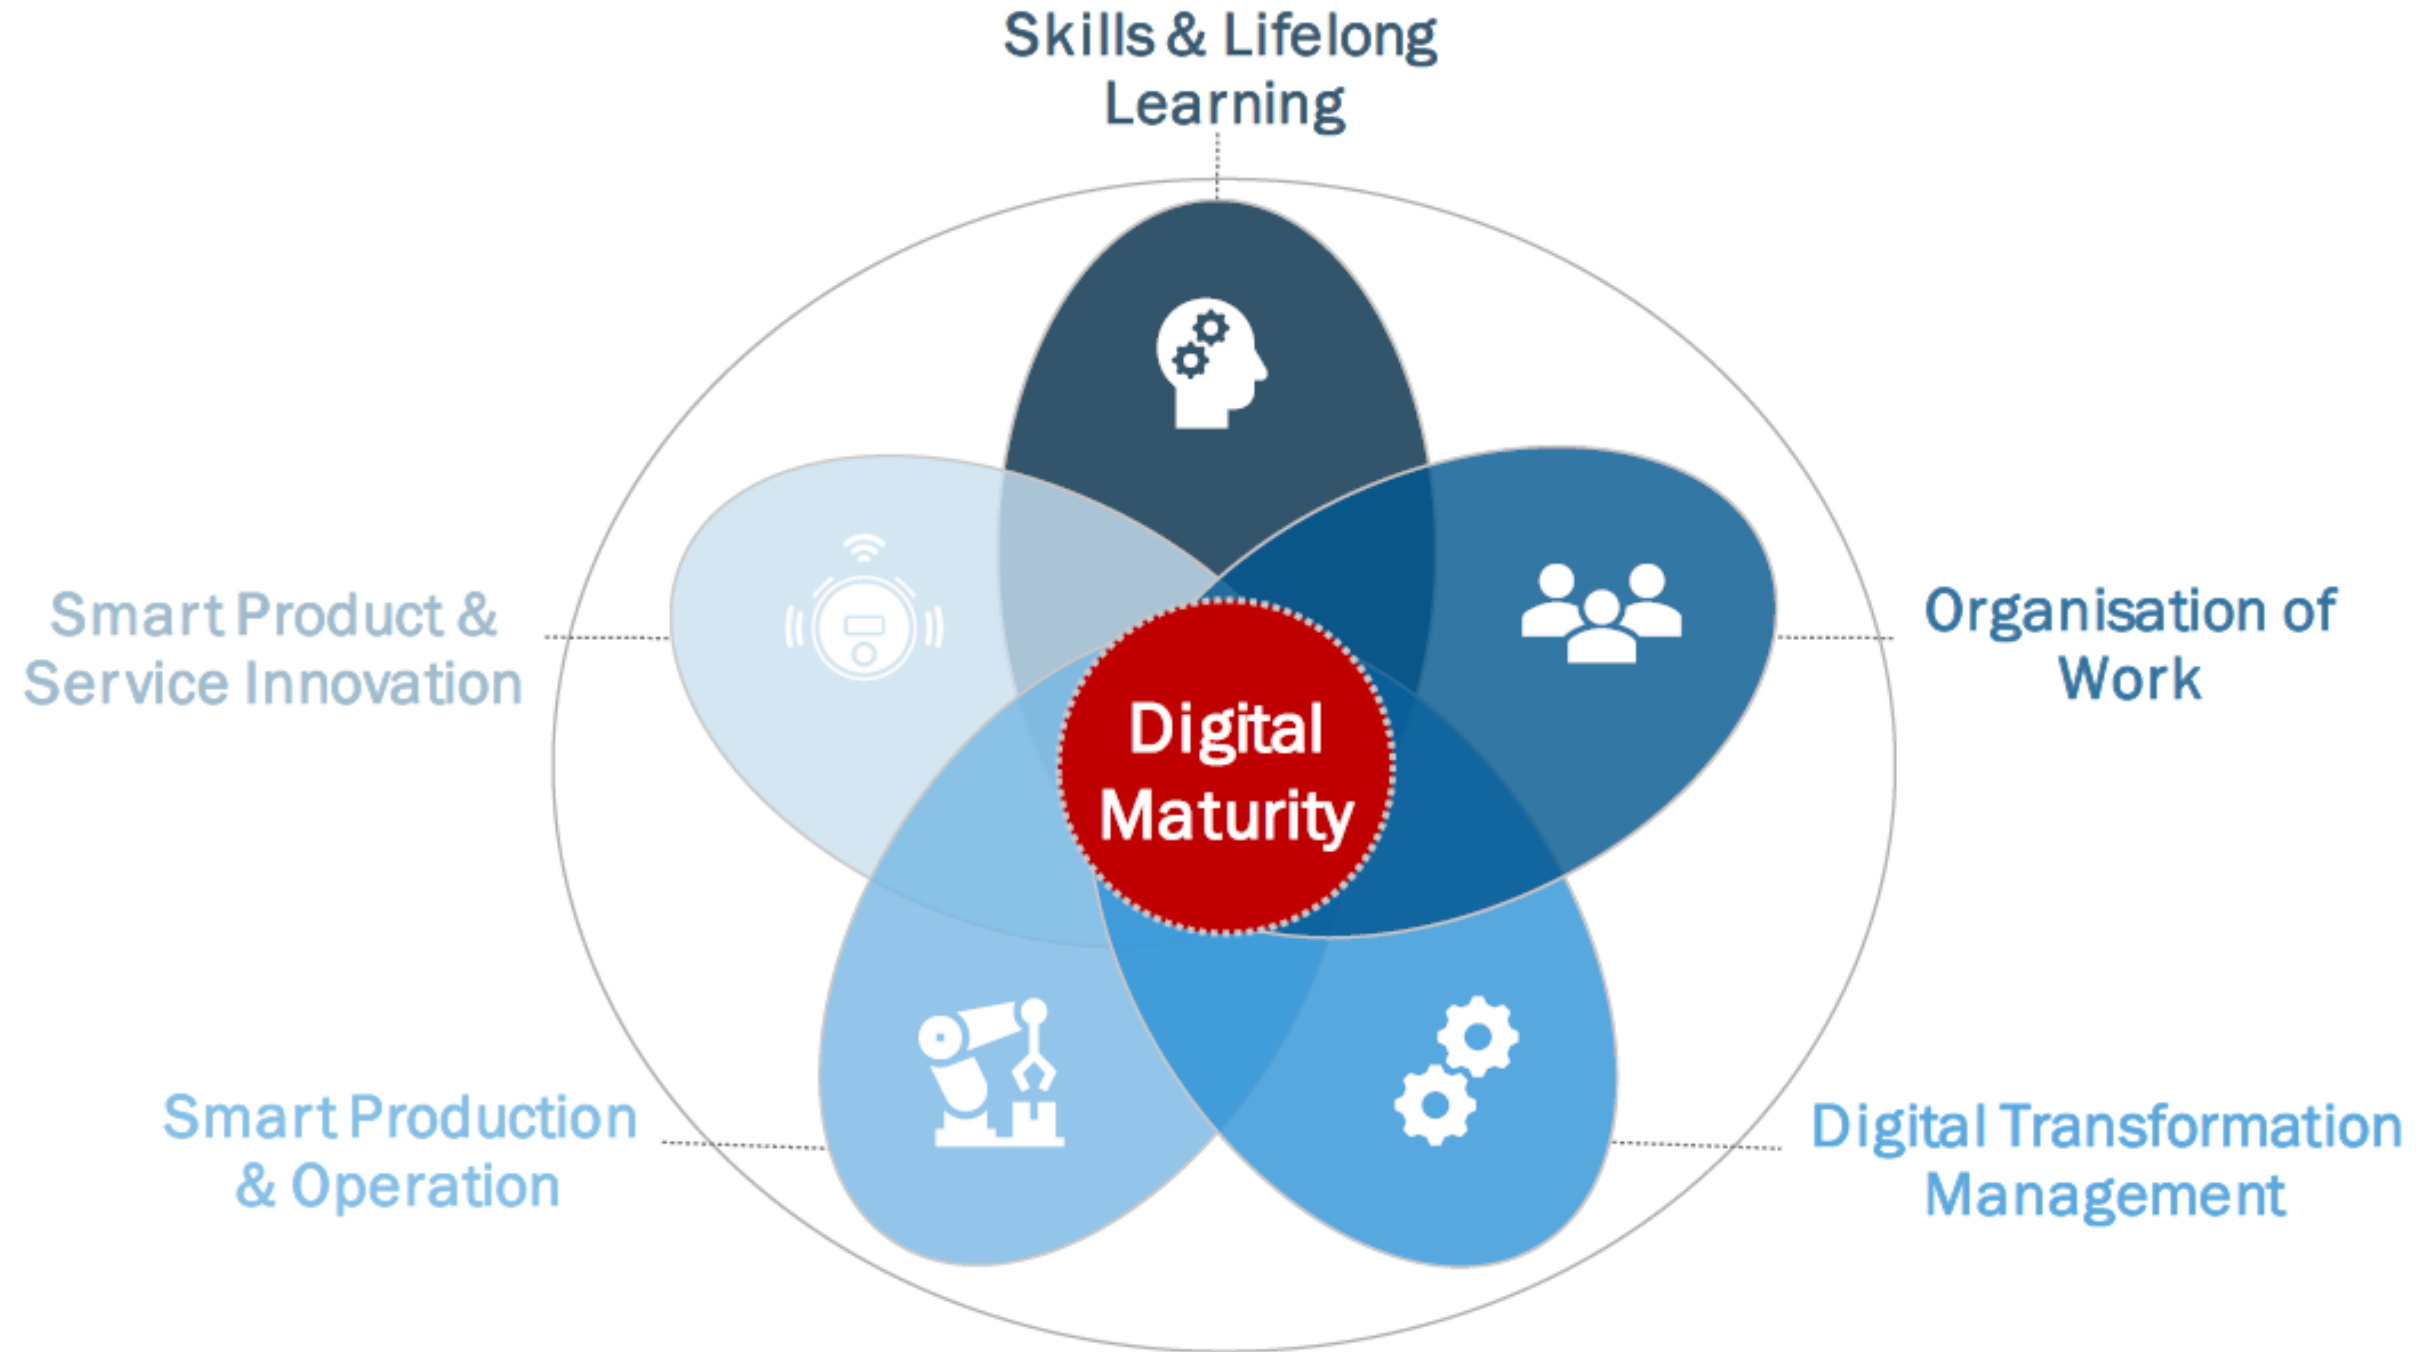 Skills & Lifelong
Learning
Smart Product &
Service Innovation
Organisation of
Work
Digital
Maturity
Smart Production
& Operation
Digital Transformation
Management